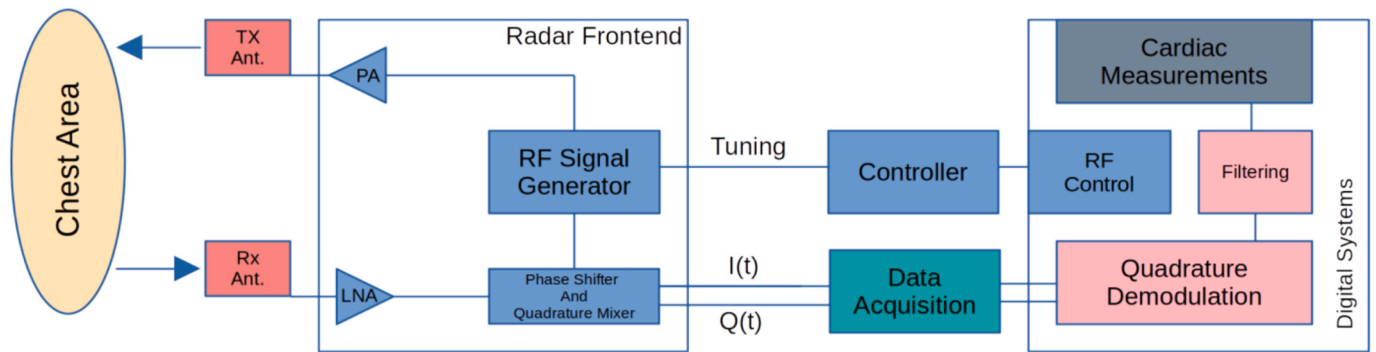 Chest Area
TX
Ant.
Rx
Ant.
Radar Frontend
PA
RF Signal
Generator
LNA
Phase Shifter
And
Quadrature Mixer
Tuning
I(t)
Q(t)
Controller
Data
Acquisition
Cardiac
Measurements
RF
Control
Filtering
Quadrature
Demodulation
Digital Systems